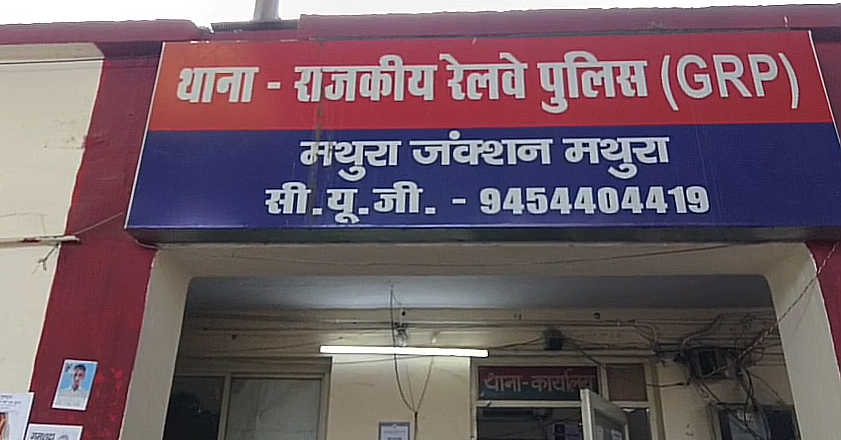 थाना - राजकीय रेलवे पुलिस (GRP)
मथुरा जंक्शन मथुरा
सी.यू.जी. - 9454404419
थाना-कार्यालय